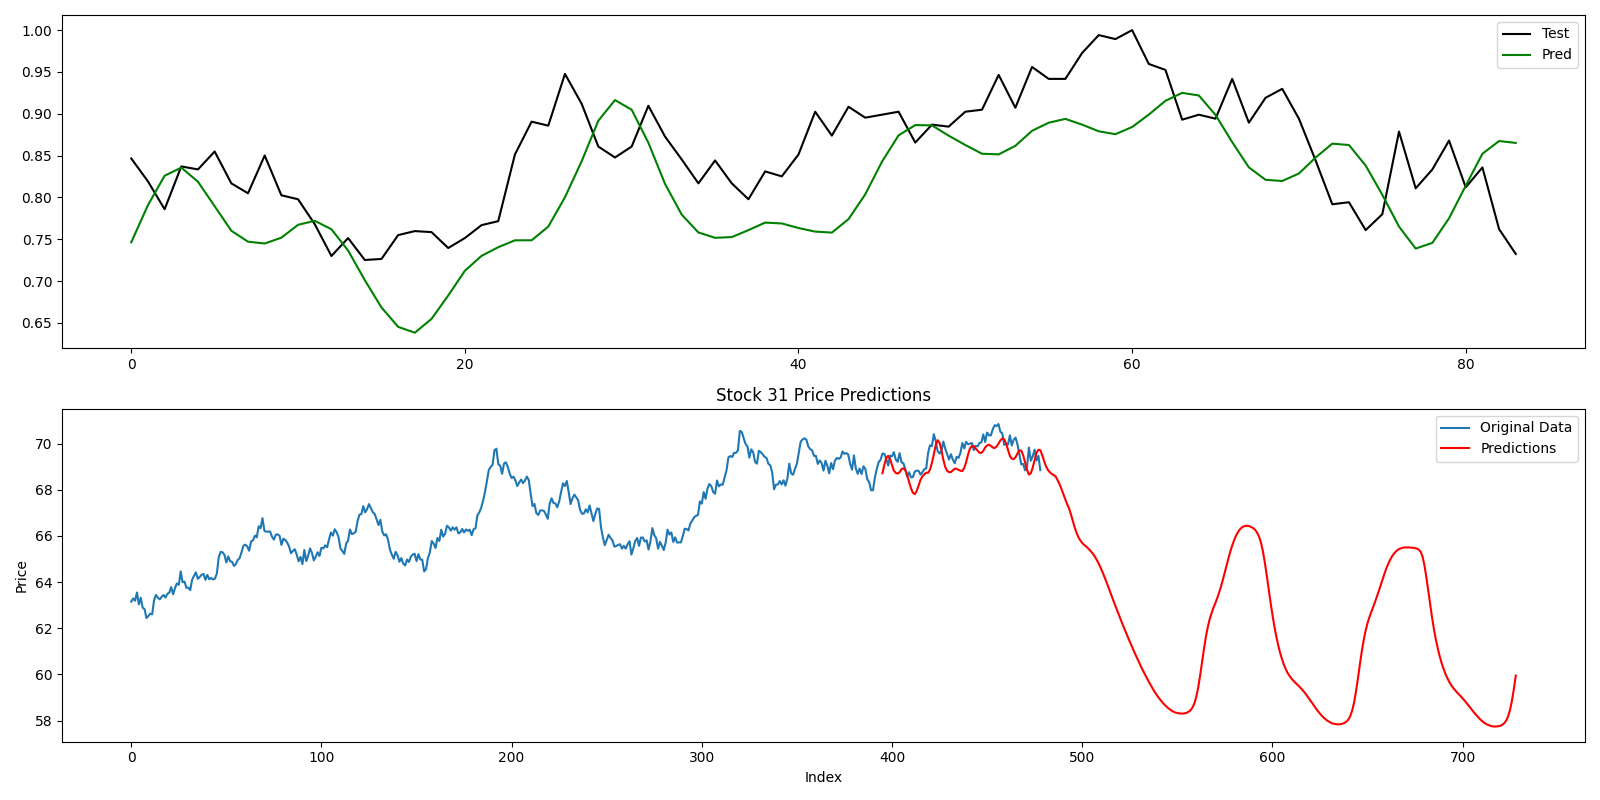 1.00
0.95
0.90
0.85
0.80
0.75
0.70
0.65
Test
Pred
0 20 40 60 80
Stock 31 Price Predictions
Price
70
68
66
64
62
60
58
Original Data
Predictions
0 100 200 300 400 500 600 700
Index